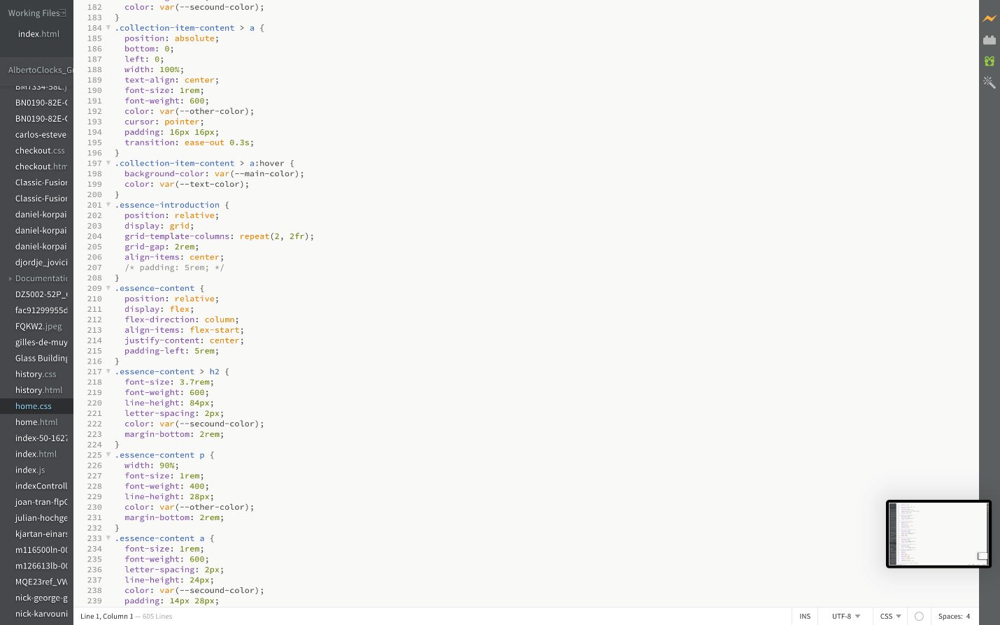 Working Files
index.html
AlbertoClocks_G
BM7334-58L.j
BN0190-82E-
BN0190-82E-
carlos-esteve
checkout.css
checkout.htm
Classic-Fusio
Classic-Fusio
daniel-korpai
daniel-korpai
daniel-korpai
djordje_jovici
Documentati
DZ5002-52P_
fac91299955d
FQKW2.jpeg
gilles-de-muy
Glass Building
history.css
history.html
home.css
home.html
index-50-1627
index.html
index.js
indexControll
joan-tran-flp
julian-hochge
kjartan-einars
m116500ln-00
m126613lb-00
MQE23ref_VW
nick-george-g
nick-karvouni
182 color: var(--secound-color);
183 }
184 .collection-item-content > a {
185 position: absolute;
186 bottom: 0;
187 left: 0;
188 width: 100%;
189 text-align: center;
190 font-size: 1rem;
191 font-weight: 600;
192 color: var(--other-color);
193 cursor: pointer;
194 padding: 16px 16px;
195 transition: ease-out 0.3s;
196 }
197 .collection-item-content > a:hover {
198 background-color: var(--main-color);
199 color: var(--text-color);
200 }
201 .essence-introduction {
202 position: relative;
203 display: grid;
204 grid-template-columns: repeat(2, 2fr);
205 grid-gap: 2rem;
206 align-items: center;
207 /* padding: 5rem; */
208 }
209 .essence-content {
210 position: relative;
211 display: flex;
212 flex-direction: column;
213 align-items: flex-start;
214 justify-content: center;
215 padding-left: 5rem;
216 }
217 .essence-content > h2 {
218 font-size: 3.7rem;
219 font-weight: 600;
220 line-height: 84px;
221 letter-spacing: 2px;
222 color: var(--secound-color);
223 margin-bottom: 2rem;
224 }
225 .essence-content p {
226 width: 90%;
227 font-size: 1rem;
228 font-weight: 400;
229 line-height: 28px;
230 color: var(--other-color);
231 margin-bottom: 2rem;
232 }
233 .essence-content a {
234 font-size: 1rem;
235 font-weight: 600;
236 letter-spacing: 2px;
237 line-height: 24px;
238 color: var(--secound-color);
239 padding: 14px 28px;
Line 1, Column 1 — 605 Lines
INS
UTF-8
CSS
Spaces: 4